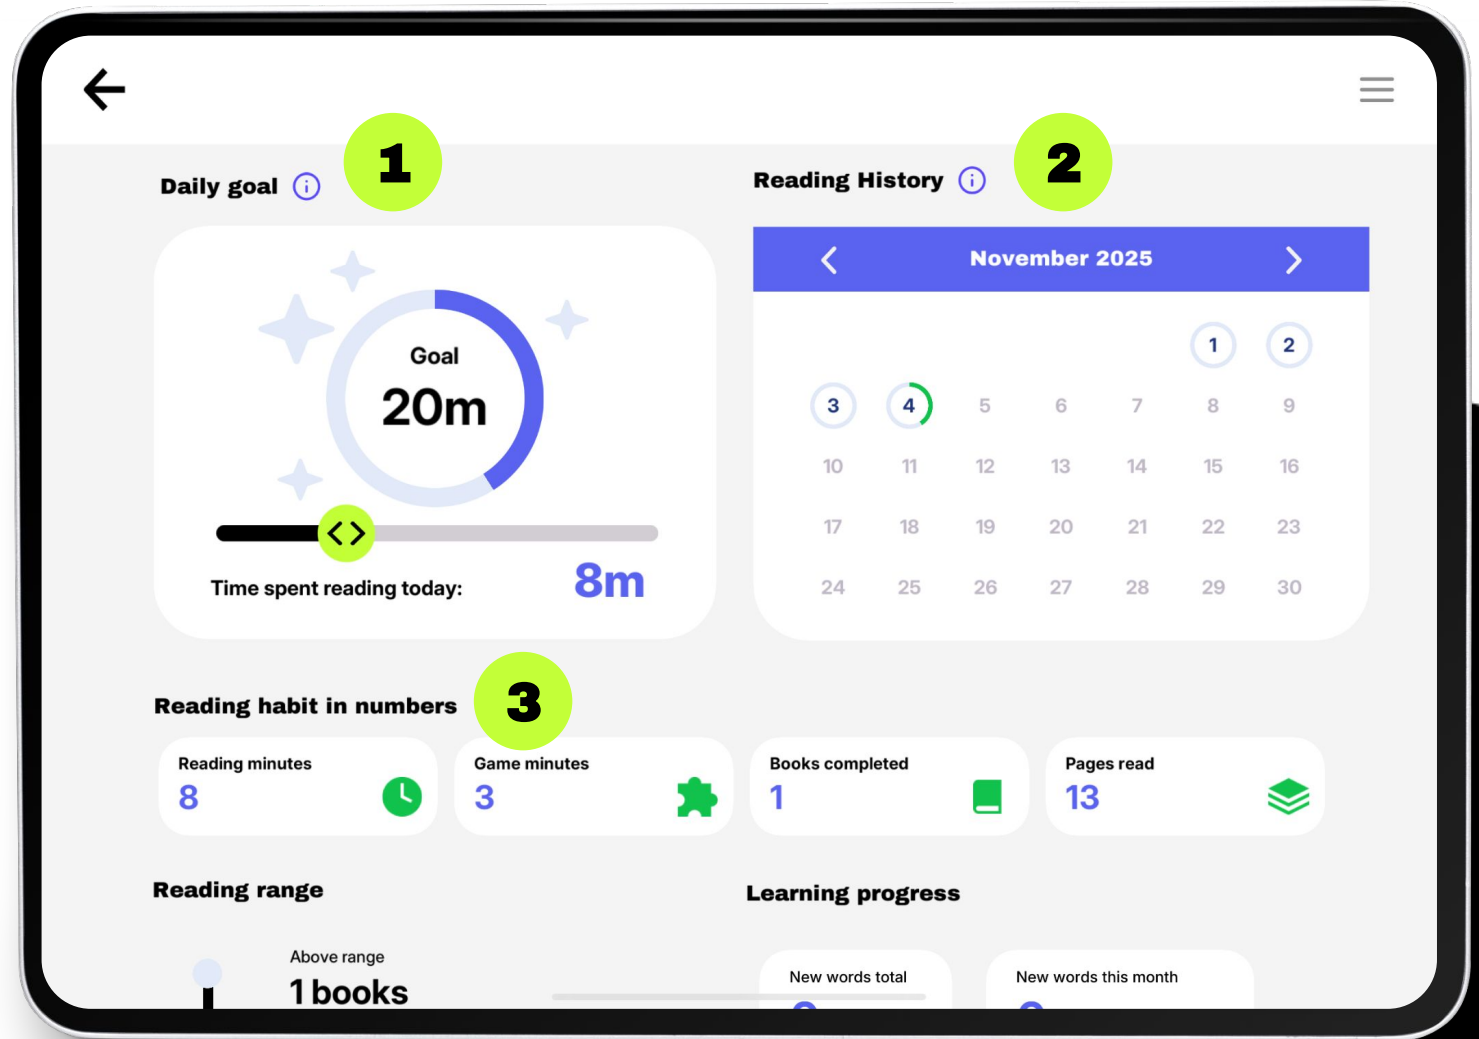 Daily goal
1
Goal
20m
Time spent reading today:
8m
Reading History
2
November 2025
1 2
3 4 5 6 7 8 9
10 11 12 13 14 15 16
17 18 19 20 21 22 23
24 25 26 27 28 29 30
Reading habit in numbers
3
Reading minutes
8
Game minutes
3
Books completed
1
Pages read
13
Reading range
Above range
1 books
Learning progress
New words total
New words this month